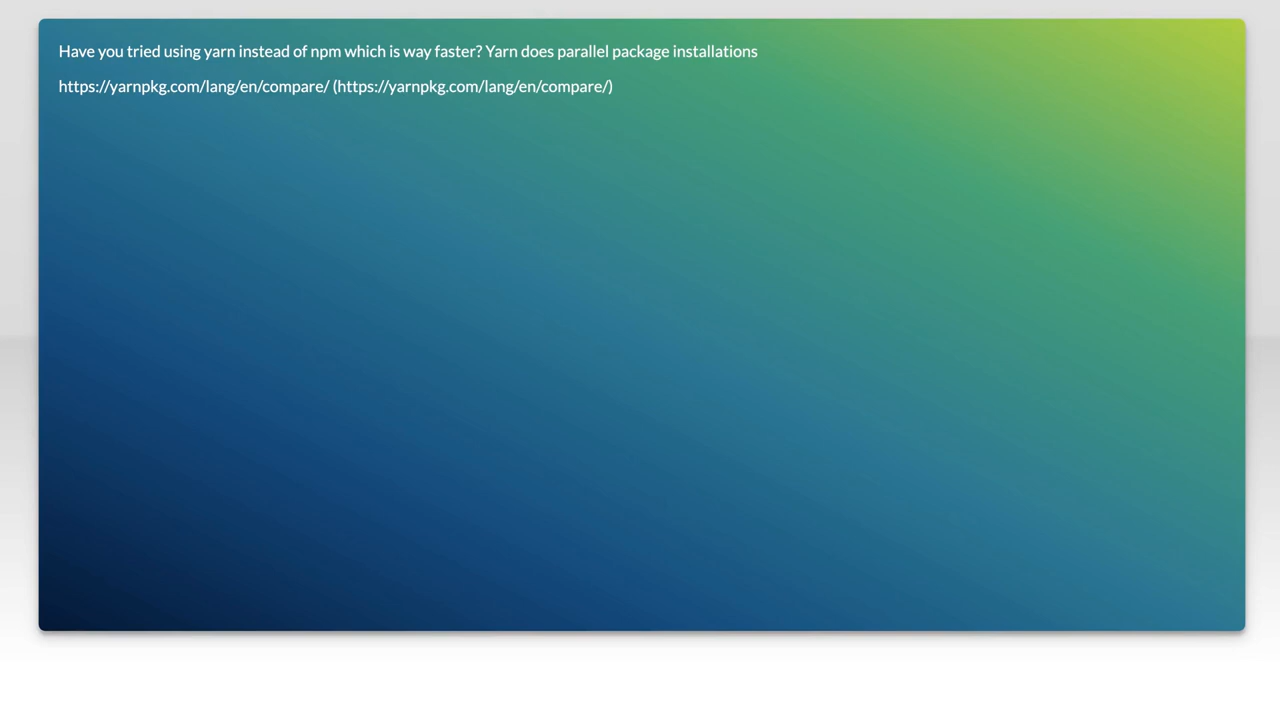 Have you tried using yarn instead of npm which is way faster? Yarn does parallel package installations
https://yarnpkg.com/lang/en/compare/ (https://yarnpkg.com/lang/en/compare/)